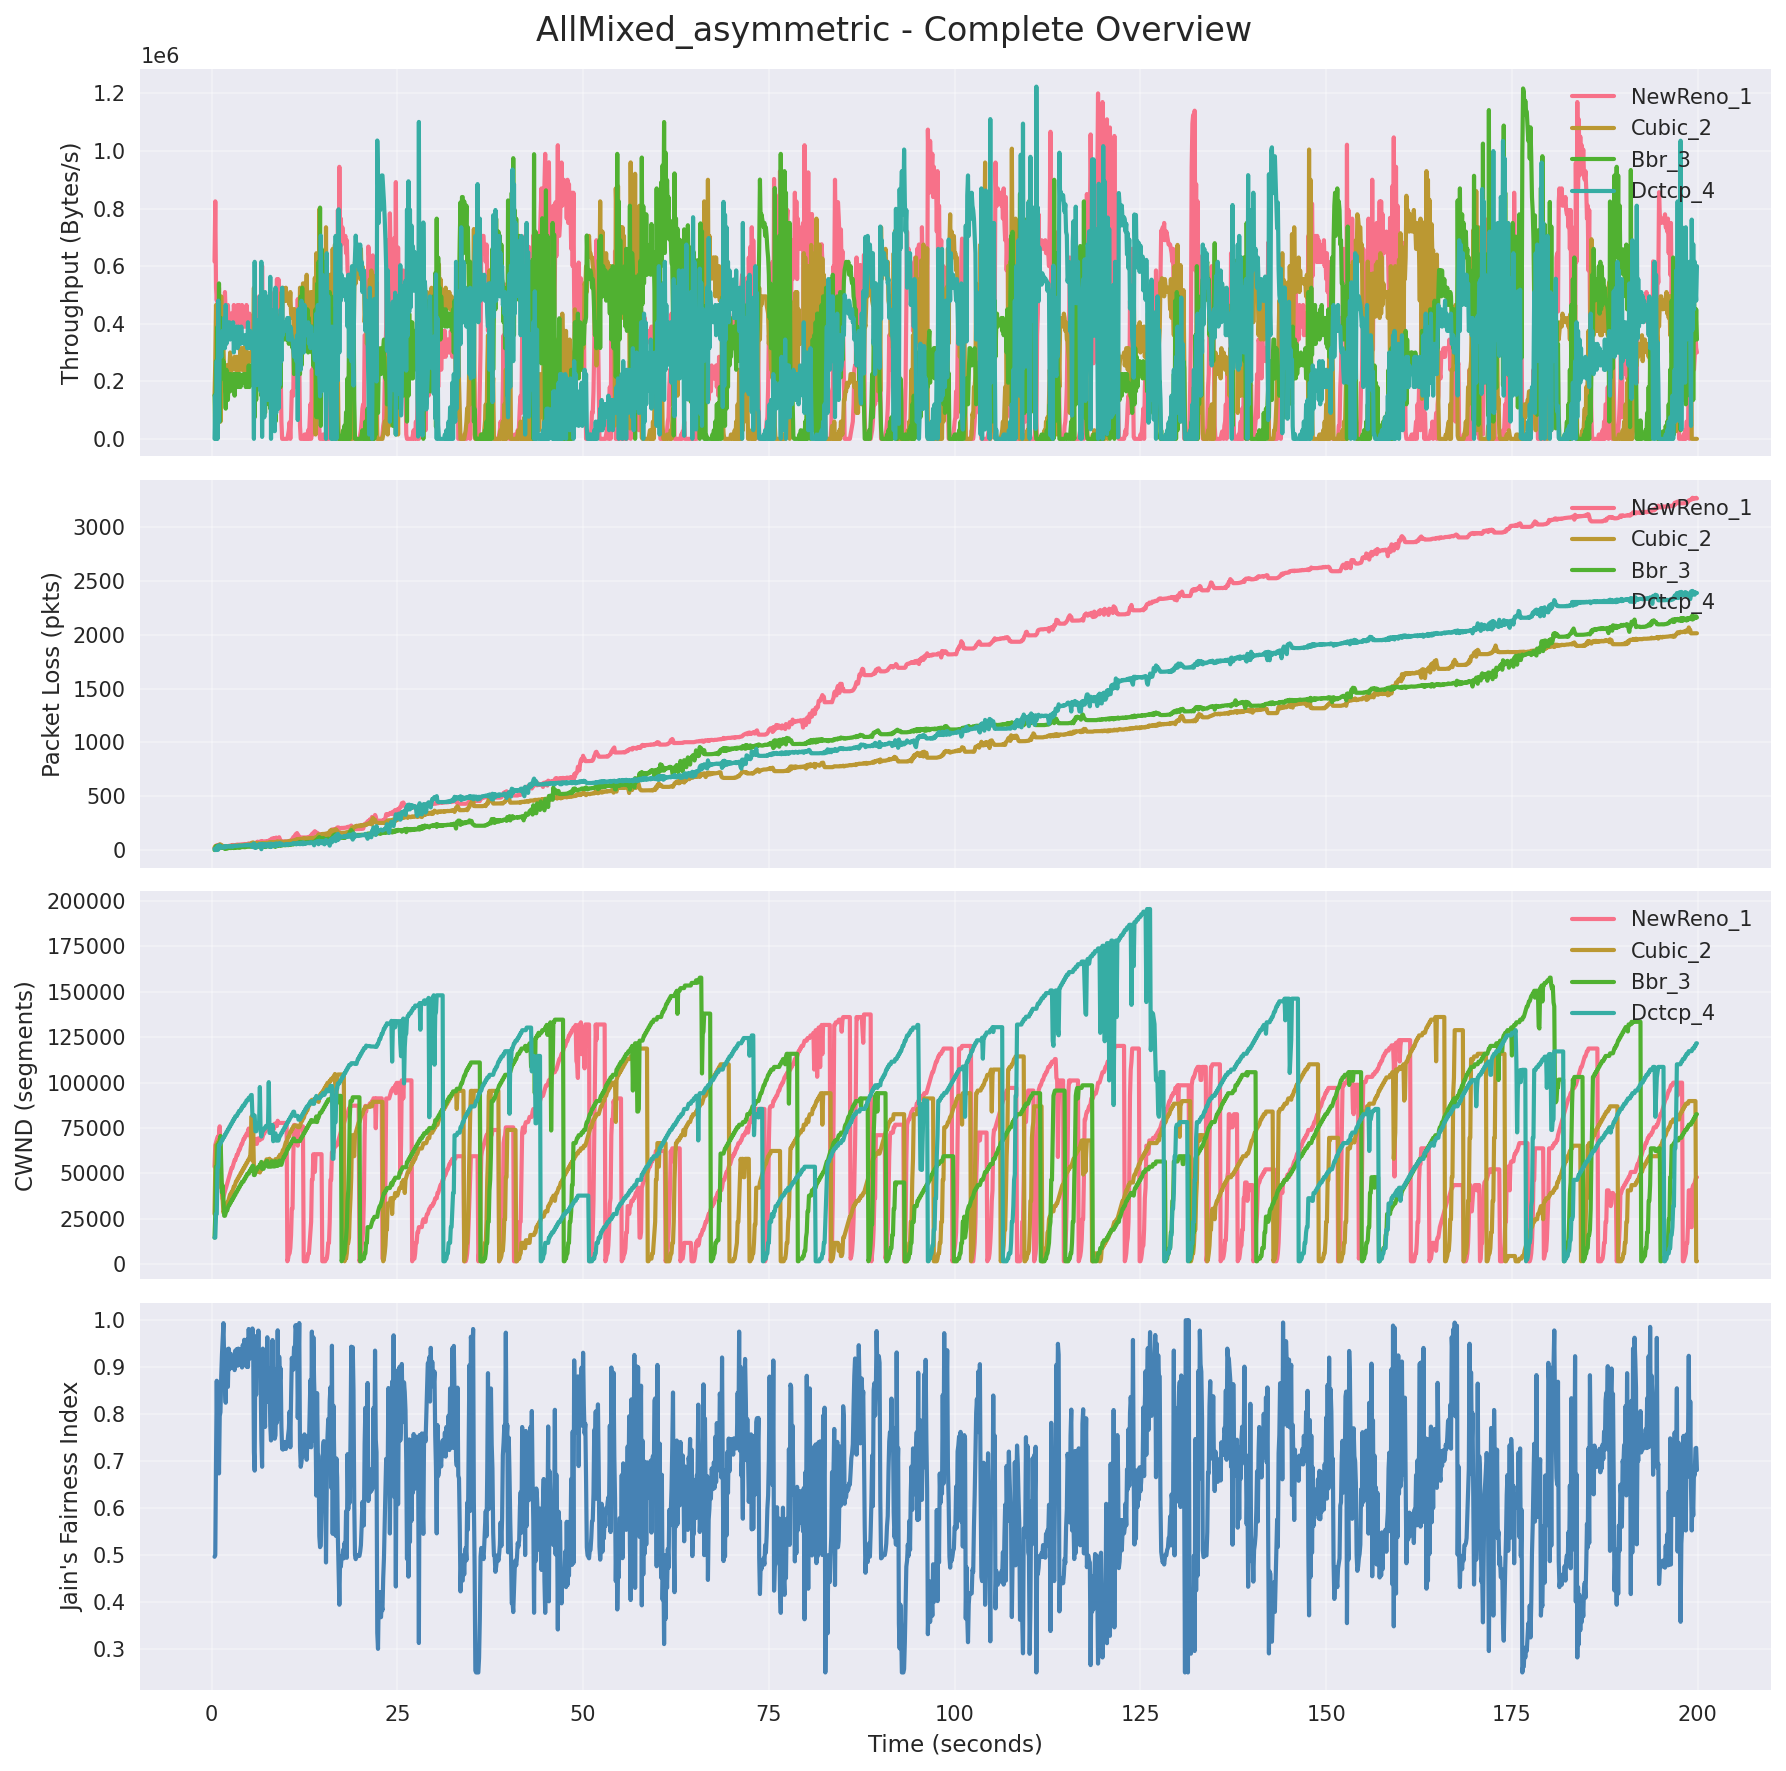 AllMixed_asymmetric - Complete Overview
1e6
1.2
1.0
0.8
0.6
0.4
0.2
0.0
Throughput (Bytes/s)
NewReno_1
Cubic_2
Bbr_3
Dctcp_4
3000
2500
2000
1500
1000
500
0
Packet Loss (pkts)
NewReno_1
Cubic_2
Bbr_3
Dctcp_4
200000
175000
150000
125000
100000
75000
50000
25000
0
CWND (segments)
NewReno_1
Cubic_2
Bbr_3
Dctcp_4
1.0
0.9
0.8
0.7
0.6
0.5
0.4
0.3
Jain's Fairness Index
0 25 50 75 100 125 150 175 200
Time (seconds)